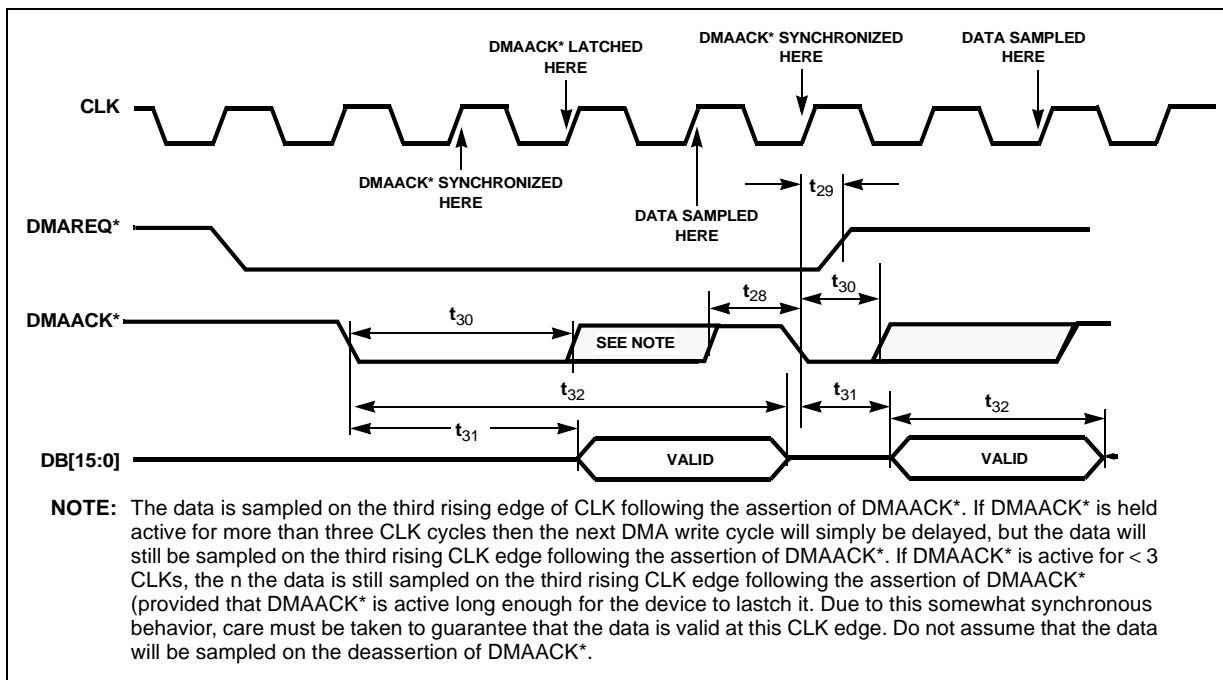 DMAACK* LATCHED
HERE
DMAACK* SYNCHRONIZED
HERE
DATA SAMPLED
HERE
CLK
DMAACK* SYNCHRONIZED
HERE
DATA SAMPLED
HERE
t29
DMAREQ*
t28
t30
DMAACK*
t30
SEE NOTE
t32
t31
t32
t31
DB[15:0]
VALID
VALID
NOTE: The data is sampled on the third rising edge of CLK following the assertion of DMAACK*. If DMAACK* is held
active for more than three CLK cycles then the next DMA write cycle will simply be delayed, but the data will
still be sampled on the third rising CLK edge following the assertion of DMAACK*. If DMAACK* is active for < 3
CLKs, the n the data is still sampled on the third rising CLK edge following the assertion of DMAACK*
(provided that DMAACK* is active long enough for the device to lastch it. Due to this somewhat synchronous
behavior, care must be taken to guarantee that the data is valid at this CLK edge. Do not assume that the data
will be sampled on the deassertion of DMAACK*.